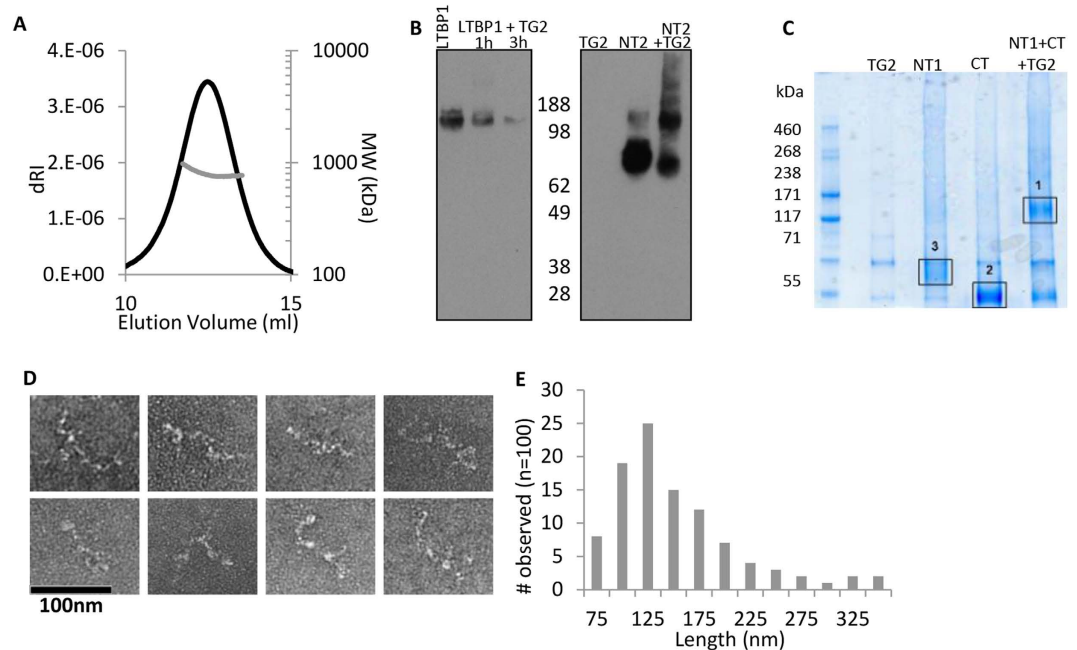 A
4.E-06
3.E-06
2.E-06
1.E-06
0.E+00
dRI
10000
1000
100
MW (kDa)
10
15
Elution Volume (ml)
B
LTBP1
LTBP1 + TG2
1h
3h
188
98
62
49
38
28
TG2
NT2
NT2
+TG2
C
kDa
TG2
NT1
CT
NT1+CT
+TG2
460
268
238
171
117
71
55
1
3
2
D
100nm
E
30
25
20
15
10
5
0
# observed (n=100)
75
125
175
225
275
325
Length (nm)